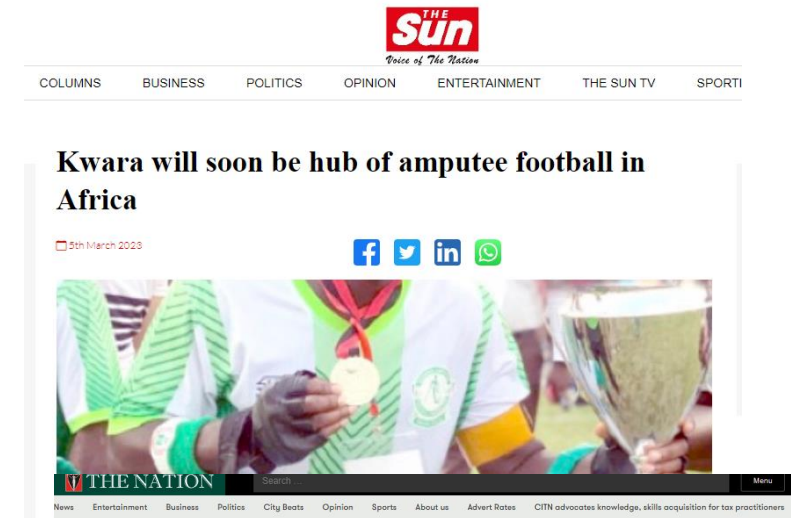 THE
Sun
Voice of The Nation
COLUMNS BUSINESS POLITICS OPINION ENTERTAINMENT THE SUN TV SPORTI
Kwara will soon be hub of amputee football in
Africa
5th March 2023
THE NATION Search ... Menu
News Entertainment Business Politics City Beats Opinion Sports About us Advert Rates CITN advocates knowledge, skills acquisition for tax practitioners